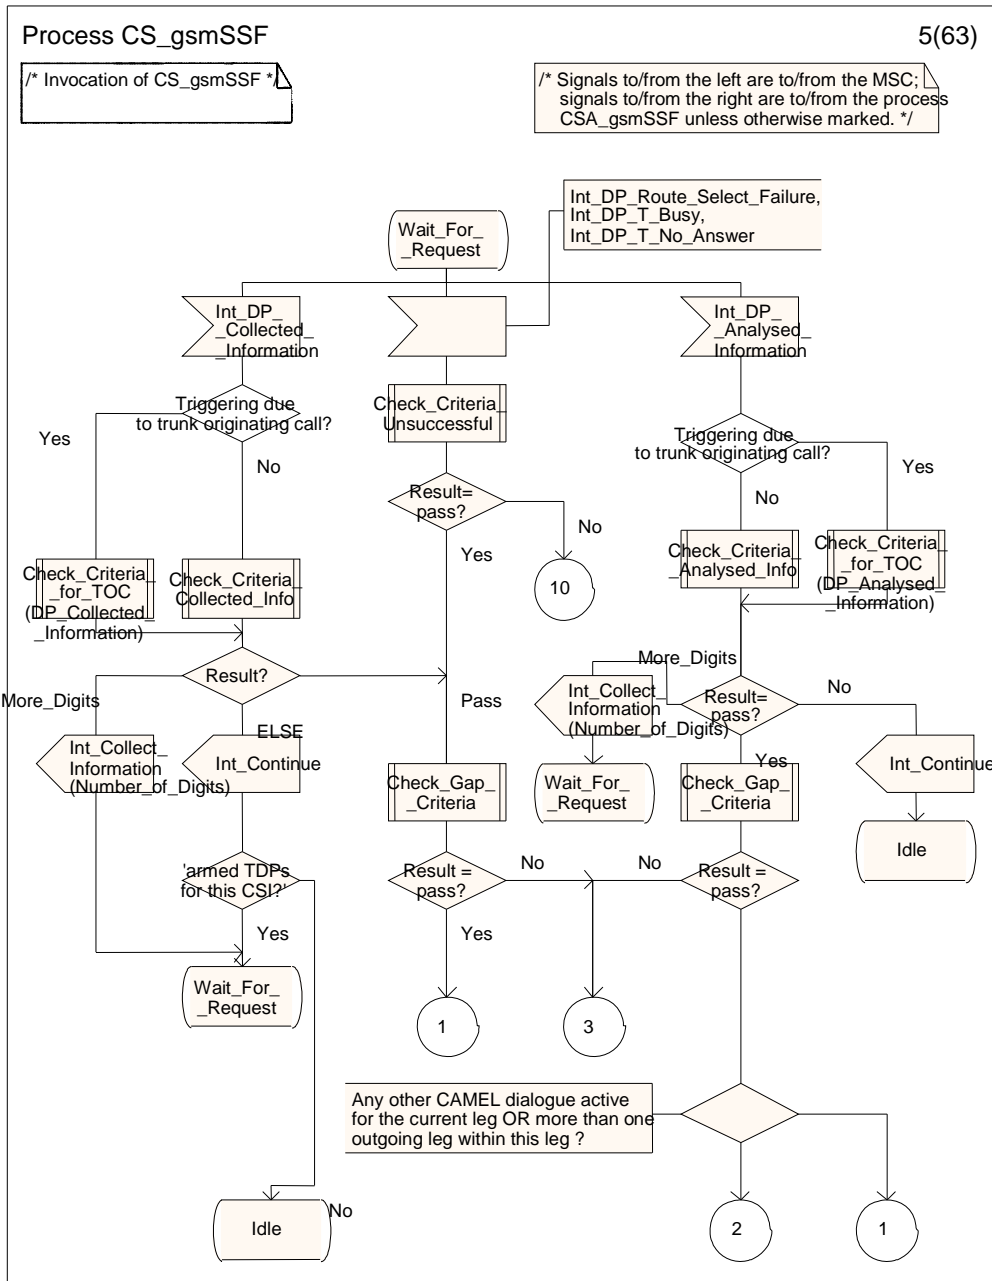 Process CS_gsmSSF
5(63)
/* Invocation of CS_gsmSSF */
/* Signals to/from the left are to/from the MSC;
signals to/from the right are to/from the process
CSA_gsmSSF unless otherwise marked. */
Int_DP_Route_Select_Failure,
Int_DP_T_Busy,
Int_DP_T_No_Answer
Wait_For_
_Request
Int_DP_
_Collected_
_Information
Int_DP_
_Analysed_
Information
Triggering due
to trunk originating call?
Yes
No
Check_Criteria_
Unsuccessful
Triggering due
to trunk originating call?
Yes
No
Result=
pass?
No
Yes
10
Check_Criteria_
_for_TOC
(DP_Collected_
_Information)
Check_Criteria_
Collected_Info
Check_Criteria_
_Analysed_Info
Check_Criteria_
_for_TOC
(DP_Analysed_
_Information)
Result?
More_Digits
ELSE
Pass
More_Digits
Result=
pass?
No
Yes
Int_Collect_
Information
(Number_of_Digits)
Int_Continue
Int_Collect_
Information
(Number_of_Digits)
Int_Continue
Check_Gap_
_Criteria
Wait_For_
_Request
Check_Gap_
_Criteria
Idle
'armed TDPs
for this CSI?'
Yes
Result =
pass?
No
Yes
No
Result =
pass?
Wait_For_
_Request
1
3
Any other CAMEL dialogue active
for the current leg OR more than one
outgoing leg within this leg ?
Idle
No
2
1